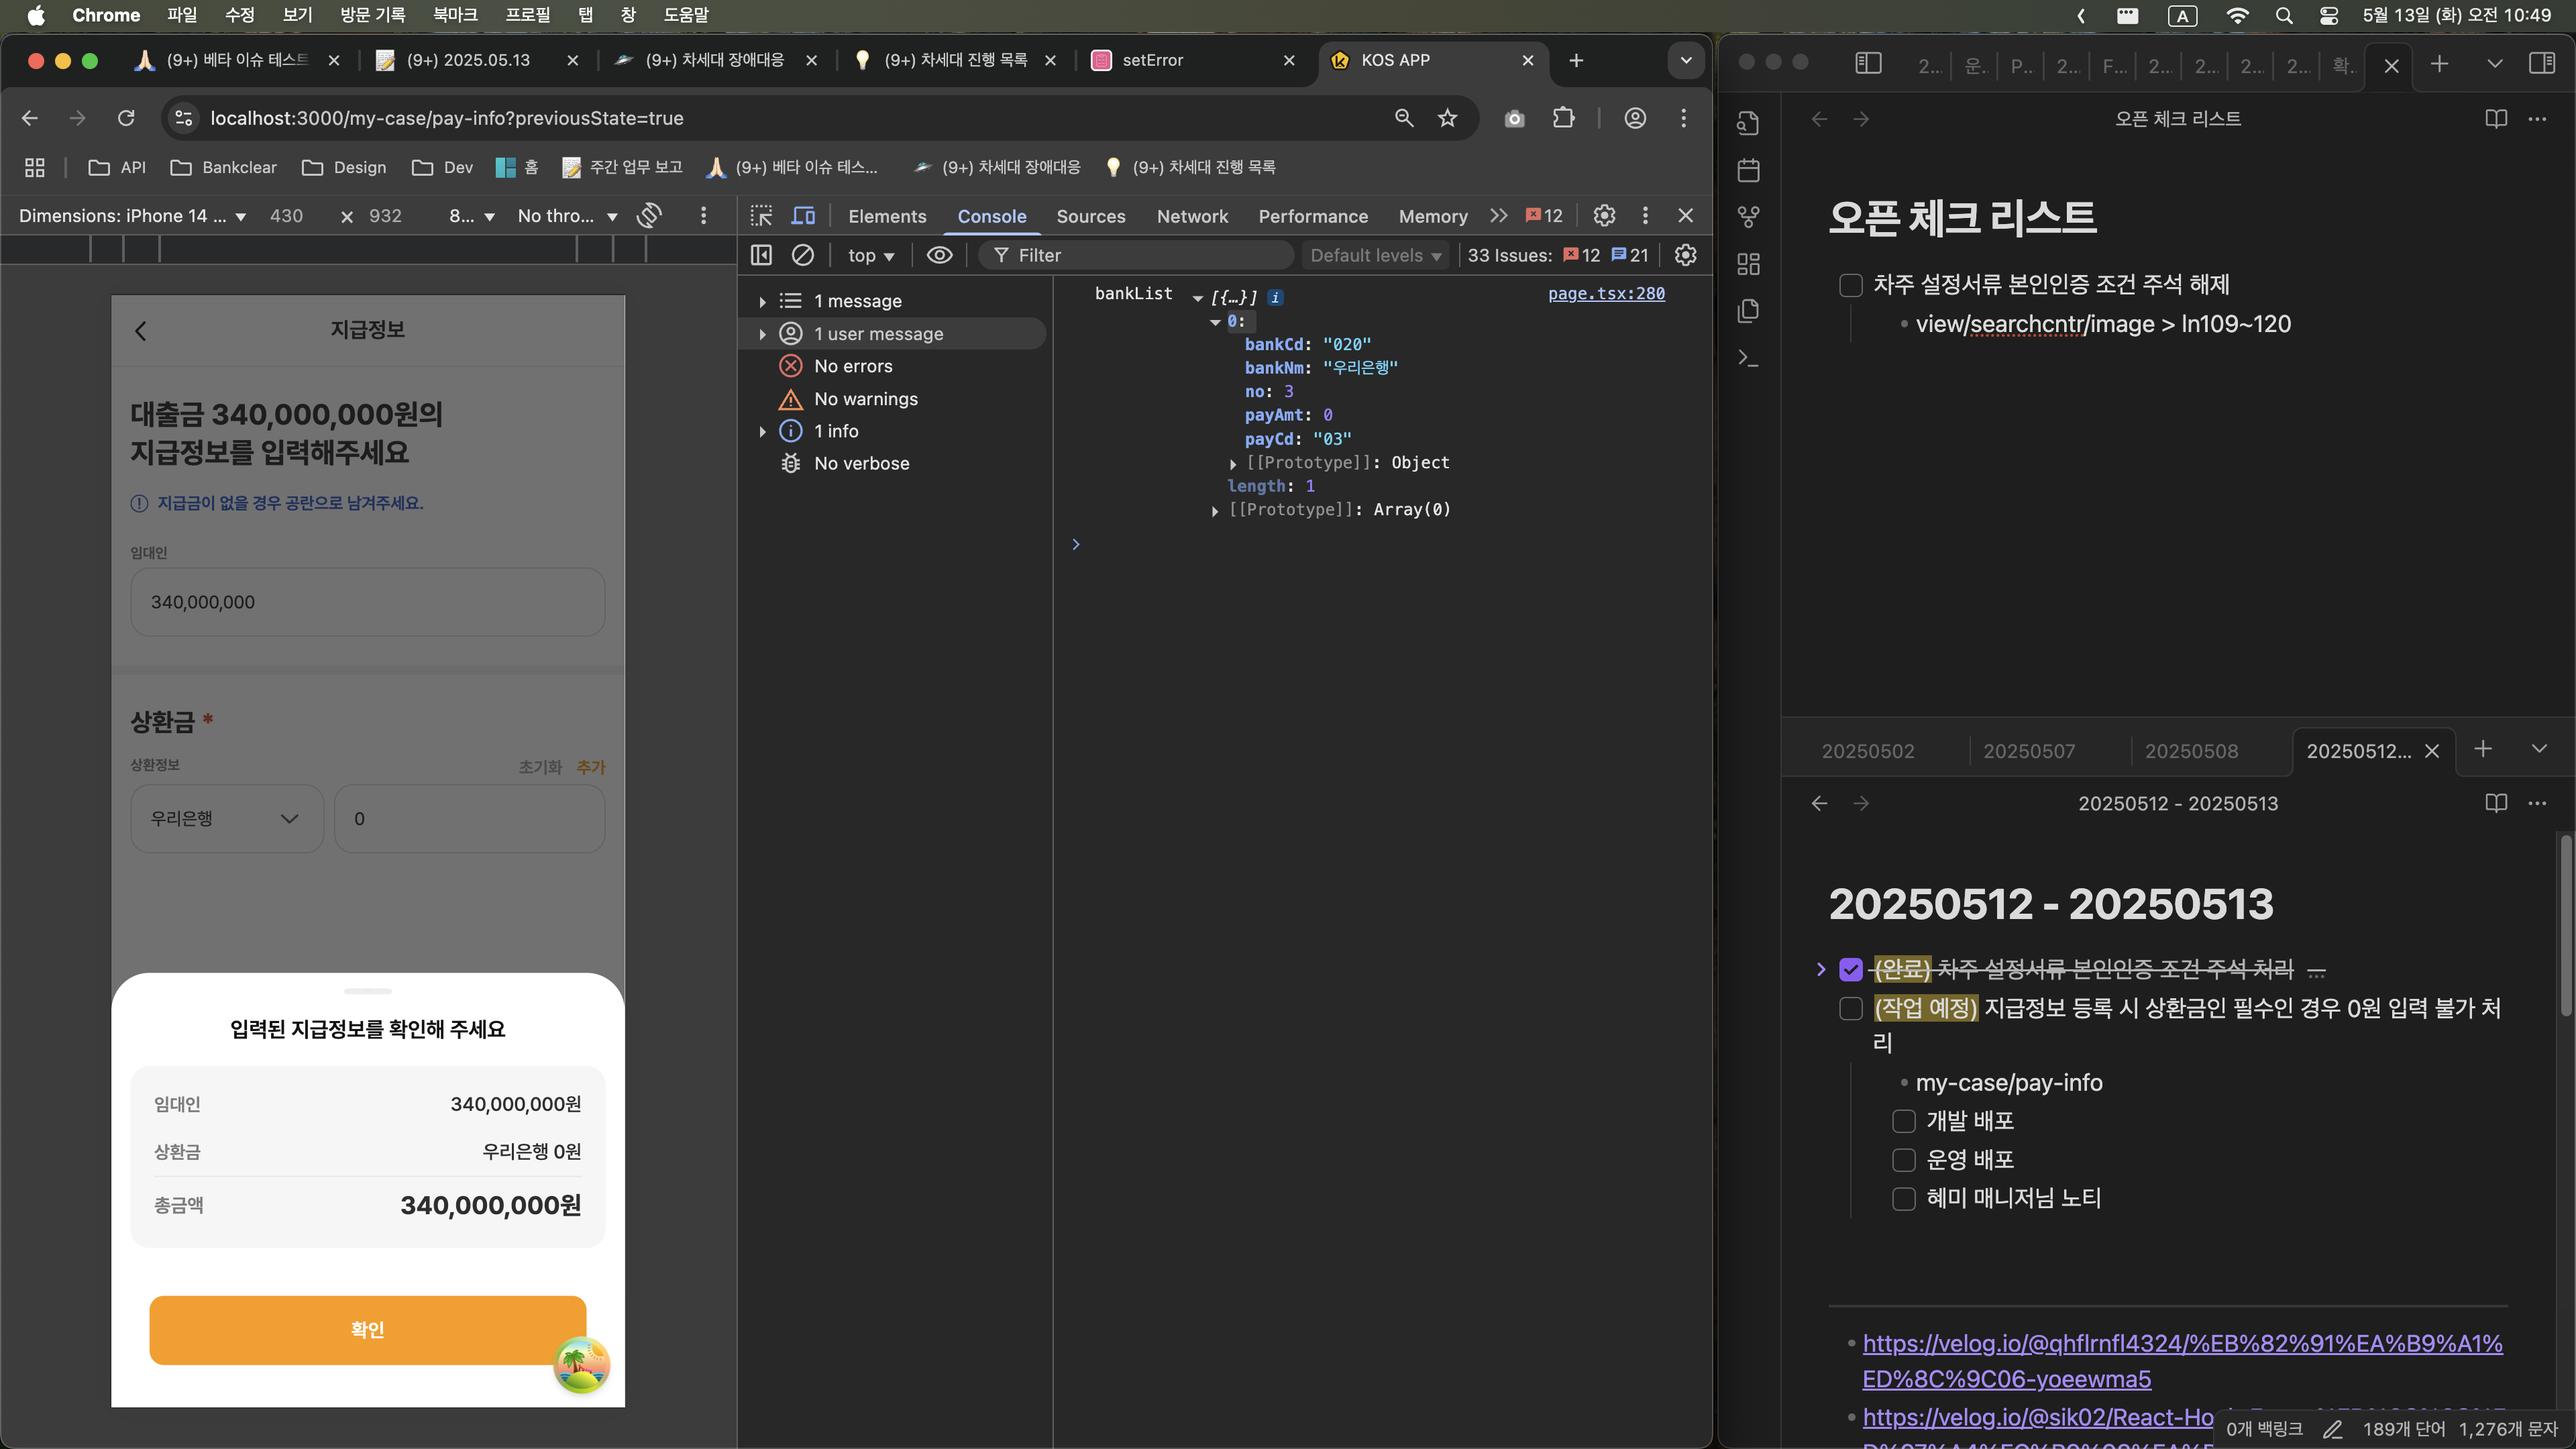 Chrome 파일 수정 보기 방문 기록 북마크 프로필 탭 창 도움말
A 5월 13일 (화) 오전 10:49
(9+) 베타 이슈 테스트
(9+) 2025.05.13
(9+) 차세대 장애대응
(9+) 차세대 진행 목록
setError
KOS APP
localhost:3000/my-case/pay-info?previousState=true
API
Bankclear
Design
Dev
홈
주간 업무 보고
(9+) 베타 이슈 테스...
(9+) 차세대 장애대응
(9+) 차세대 진행 목록
Dimensions: iPhone 14 ... 430 × 932 8... No thro...
Elements Console Sources Network Performance Memory 12
top Filter Default levels 33 Issues: 12 21
1 message
1 user message
No errors
No warnings
1 info
No verbose
bankList [{…}] i page.tsx:280
0:
bankCd: "020"
bankNm: "우리은행"
no: 3
payAmt: 0
payCd: "03"
[[Prototype]]: Object
length: 1
[[Prototype]]: Array(0)
지급정보
대출금 340,000,000원의
지급정보를 입력해주세요
지급금이 없을 경우 공란으로 남겨주세요.
임대인
340,000,000
상환금 *
상환정보 초기화 추가
우리은행 0
입력된 지급정보를 확인해 주세요
임대인 340,000,000원
상환금 우리은행 0원
총금액 340,000,000원
확인
2... 운.. P... 2... F... 2... 2... 2... 2... 확..
오픈 체크 리스트
오픈 체크 리스트
차주 설정서류 본인인증 조건 주석 해제
view/searchcntr/image > ln109~120
20250502 20250507 20250508 20250512...
20250512 - 20250513
20250512 - 20250513
(완료) 차주 설정서류 본인인증 조건 주석 처리 ...
(작업 예정) 지급정보 등록 시 상환금인 필수인 경우 0원 입력 불가 처
리
my-case/pay-info
개발 배포
운영 배포
혜미 매니저님 노티
https://velog.io/@qhflrnfl4324/%EB%82%91%EA%B9%A1%
ED%8C%9C06-yoeewma5
https://velog.io/@sik02/React-Ho
0개 백링크 189개 단어 1,276개 문자